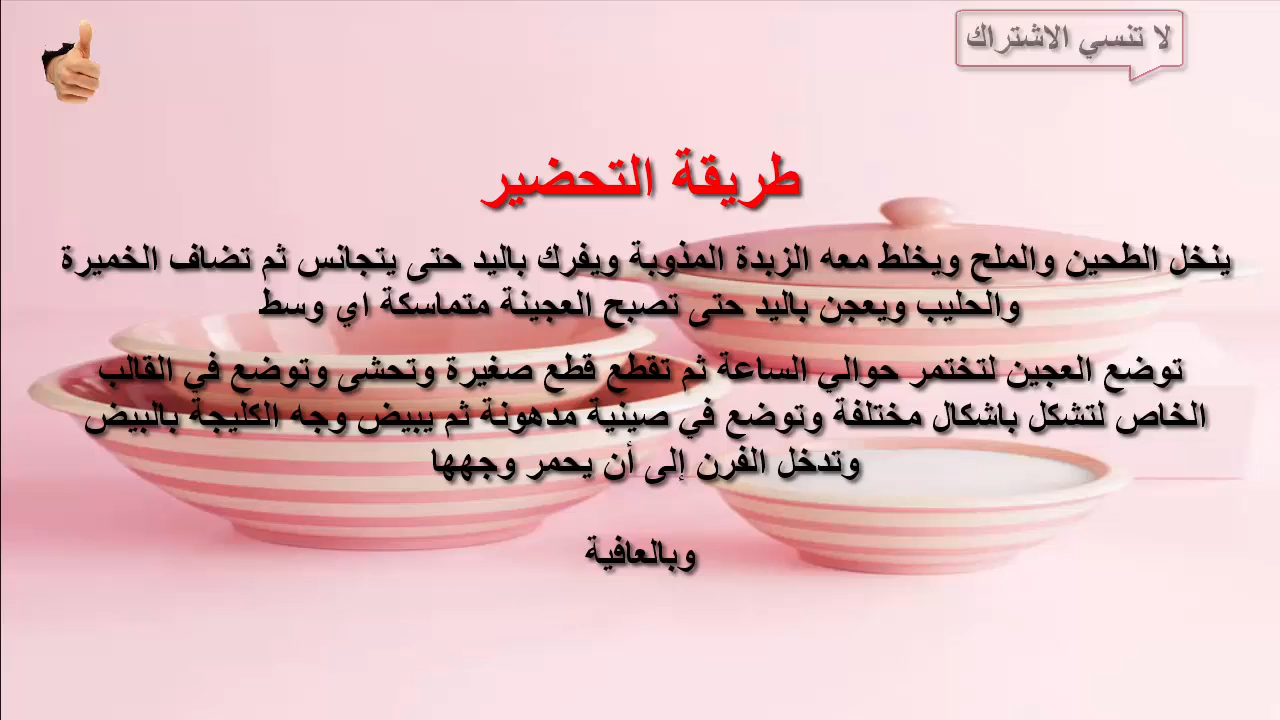 لا تنسي الاشتراك
طريقة التحضير
ينخل الطحين والملح ويخلط معه الزبدة المذوبة ويفرك باليد حتى يتجانس ثم تضاف الخميرة
والحليب ويعجن باليد حتى تصبح العجينة متماسكة اي وسط
توضع العجين لتختمر حوالي الساعة ثم تقطع قطع صغيرة وتحشى وتوضع في القالب
الخاص لتشكل باشكال مختلفة وتوضع في صينية مدهونة ثم يبيض وجه الكليجة بالبيض
وتدخل الفرن إلى أن يحمر وجهها
وبالعافية